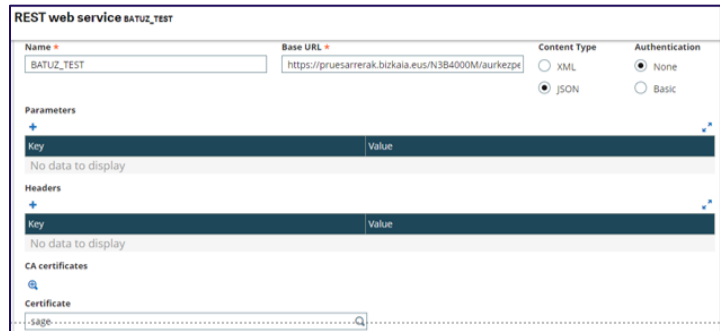 REST web service BATUZ_TEST
Name * Base URL * Content Type Authentication
BATUZ_TEST https://pruesarrerak.bizkaia.eus/N3B4000M/aurkezpe XML None
JSON Basic
Parameters
Key Value
No data to display
Headers
Key Value
No data to display
CA certificates
Certificate
sage